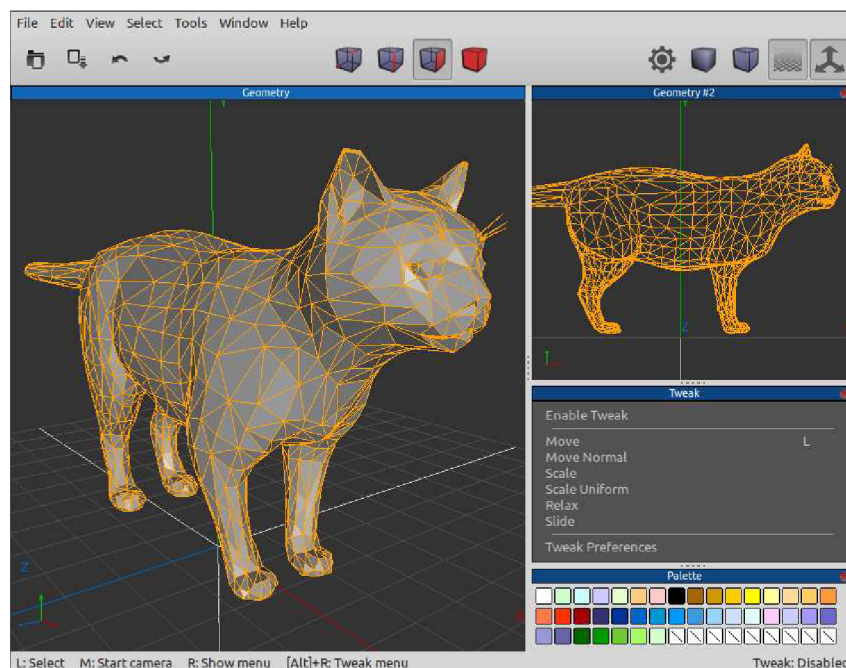 File Edit View Select Tools Window Help
Geometry
Geometry #2
Y
Y
Z
Z
Tweak
Enable Tweak
Move L
Move Normal
Scale
Scale Uniform
Relax
Slide
Tweak Preferences
Palette
L: Select M: Start camera R: Show menu [Alt]+R: Tweak menu Tweak: Disabled